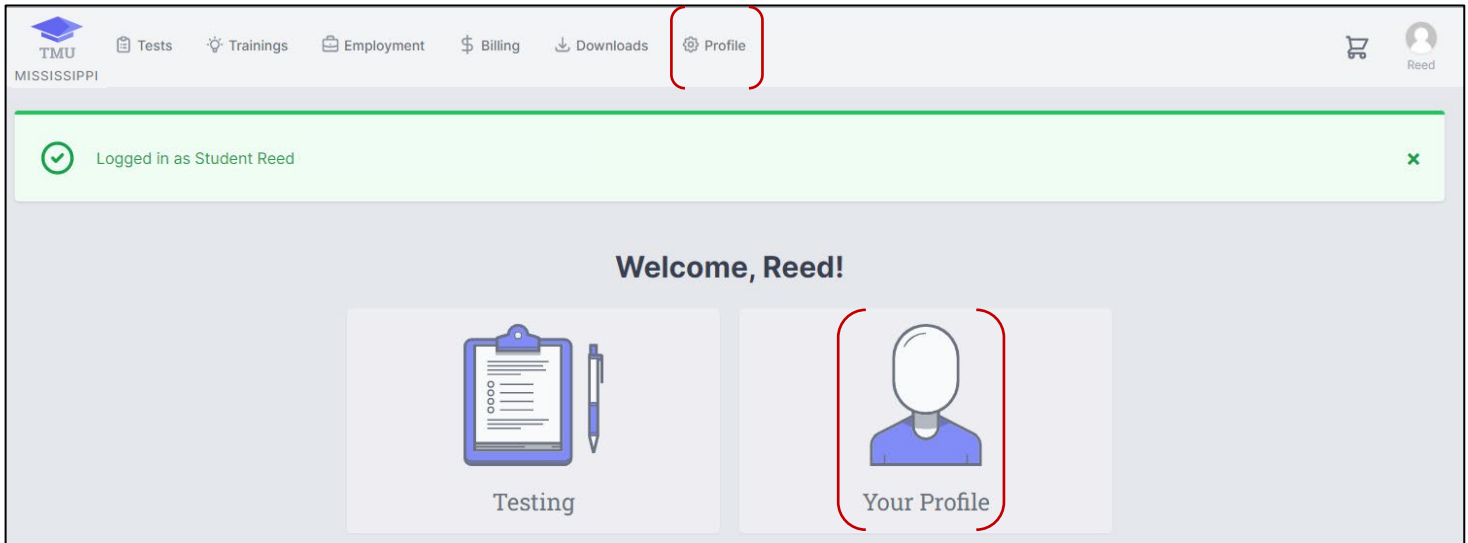 TMU
MISSISSIPPI
Tests Trainings Employment $ Billing Downloads Profile
Reed
Logged in as Student Reed
Welcome, Reed!
Testing
Your Profile